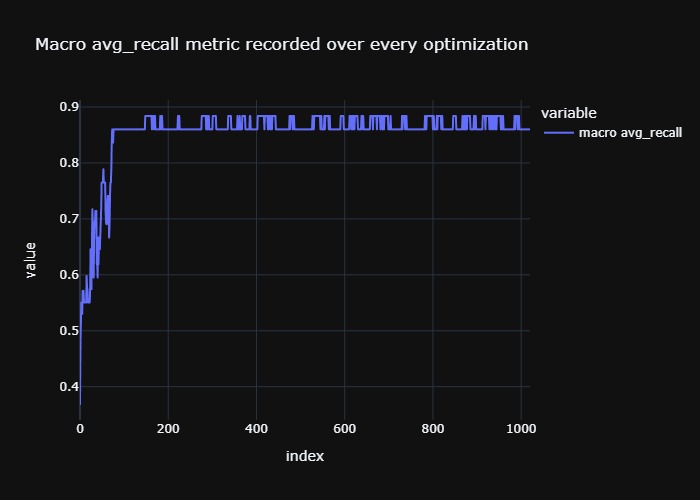 Macro avg_recall metric recorded over every optimization
variable
macro avg_recall
0.9
0.8
0.7
0.6
0.5
0.4
value
0
200
400
600
800
1000
index